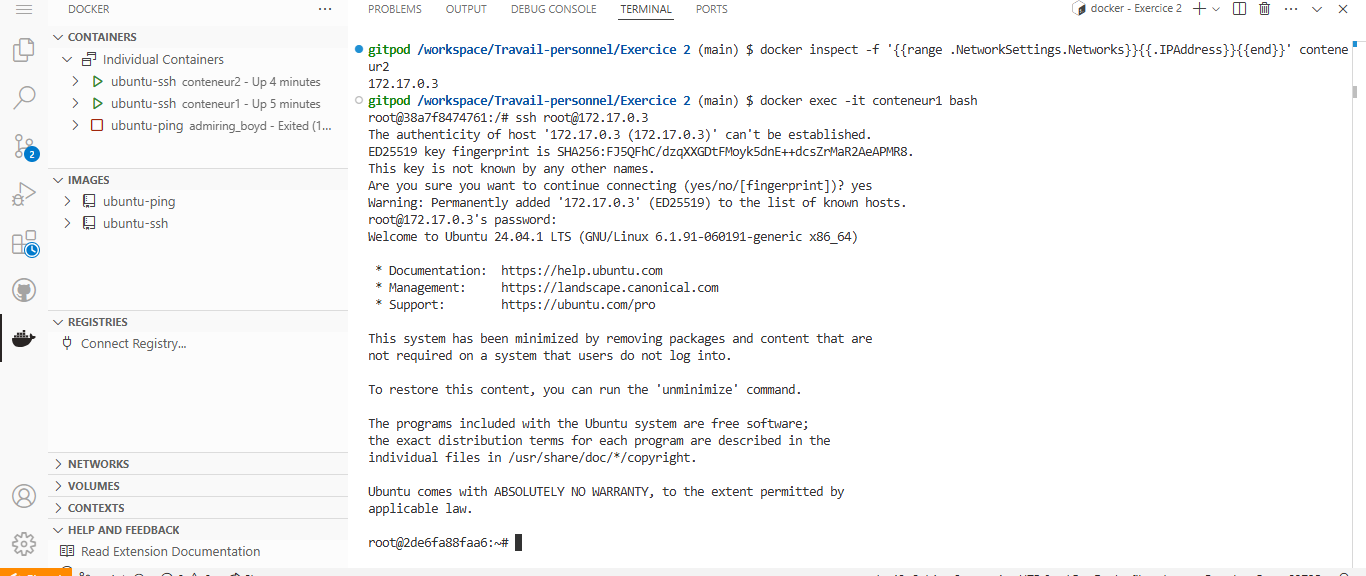 DOCKER
CONTAINERS
Individual Containers
ubuntu-ssh conteneur2 - Up 4 minutes
ubuntu-ssh conteneur1 - Up 5 minutes
ubuntu-ping admiring_boyd - Exited (1...
2
IMAGES
ubuntu-ping
ubuntu-ssh
REGISTRIES
Connect Registry...
NETWORKS
VOLUMES
CONTEXTS
HELP AND FEEDBACK
Read Extension Documentation
PROBLEMS OUTPUT DEBUG CONSOLE TERMINAL PORTS
docker - Exercice 2
gitpod /workspace/Travail-personnel/Exercice 2 (main) $ docker inspect -f '{{range .NetworkSettings.Networks}}{{.IPAddress}}{{end}}' contene
ur2
172.17.0.3
gitpod /workspace/Travail-personnel/Exercice 2 (main) $ docker exec -it conteneur1 bash
root@38a7f8474761:/# ssh root@172.17.0.3
The authenticity of host '172.17.0.3 (172.17.0.3)' can't be established.
ED25519 key fingerprint is SHA256:FJ5QFhC/dzqXXGDtFMoyk5dnE++dcsZrMaR2AeAPMR8.
This key is not known by any other names.
Are you sure you want to continue connecting (yes/no/[fingerprint])? yes
Warning: Permanently added '172.17.0.3' (ED25519) to the list of known hosts.
root@172.17.0.3's password:
Welcome to Ubuntu 24.04.1 LTS (GNU/Linux 6.1.91-060191-generic x86_64)
* Documentation: https://help.ubuntu.com
* Management: https://landscape.canonical.com
* Support: https://ubuntu.com/pro
This system has been minimized by removing packages and content that are
not required on a system that users do not log into.
To restore this content, you can run the 'unminimize' command.
The programs included with the Ubuntu system are free software;
the exact distribution terms for each program are described in the
individual files in /usr/share/doc/*/copyright.
Ubuntu comes with ABSOLUTELY NO WARRANTY, to the extent permitted by
applicable law.
root@2de6fa88faa6:~#